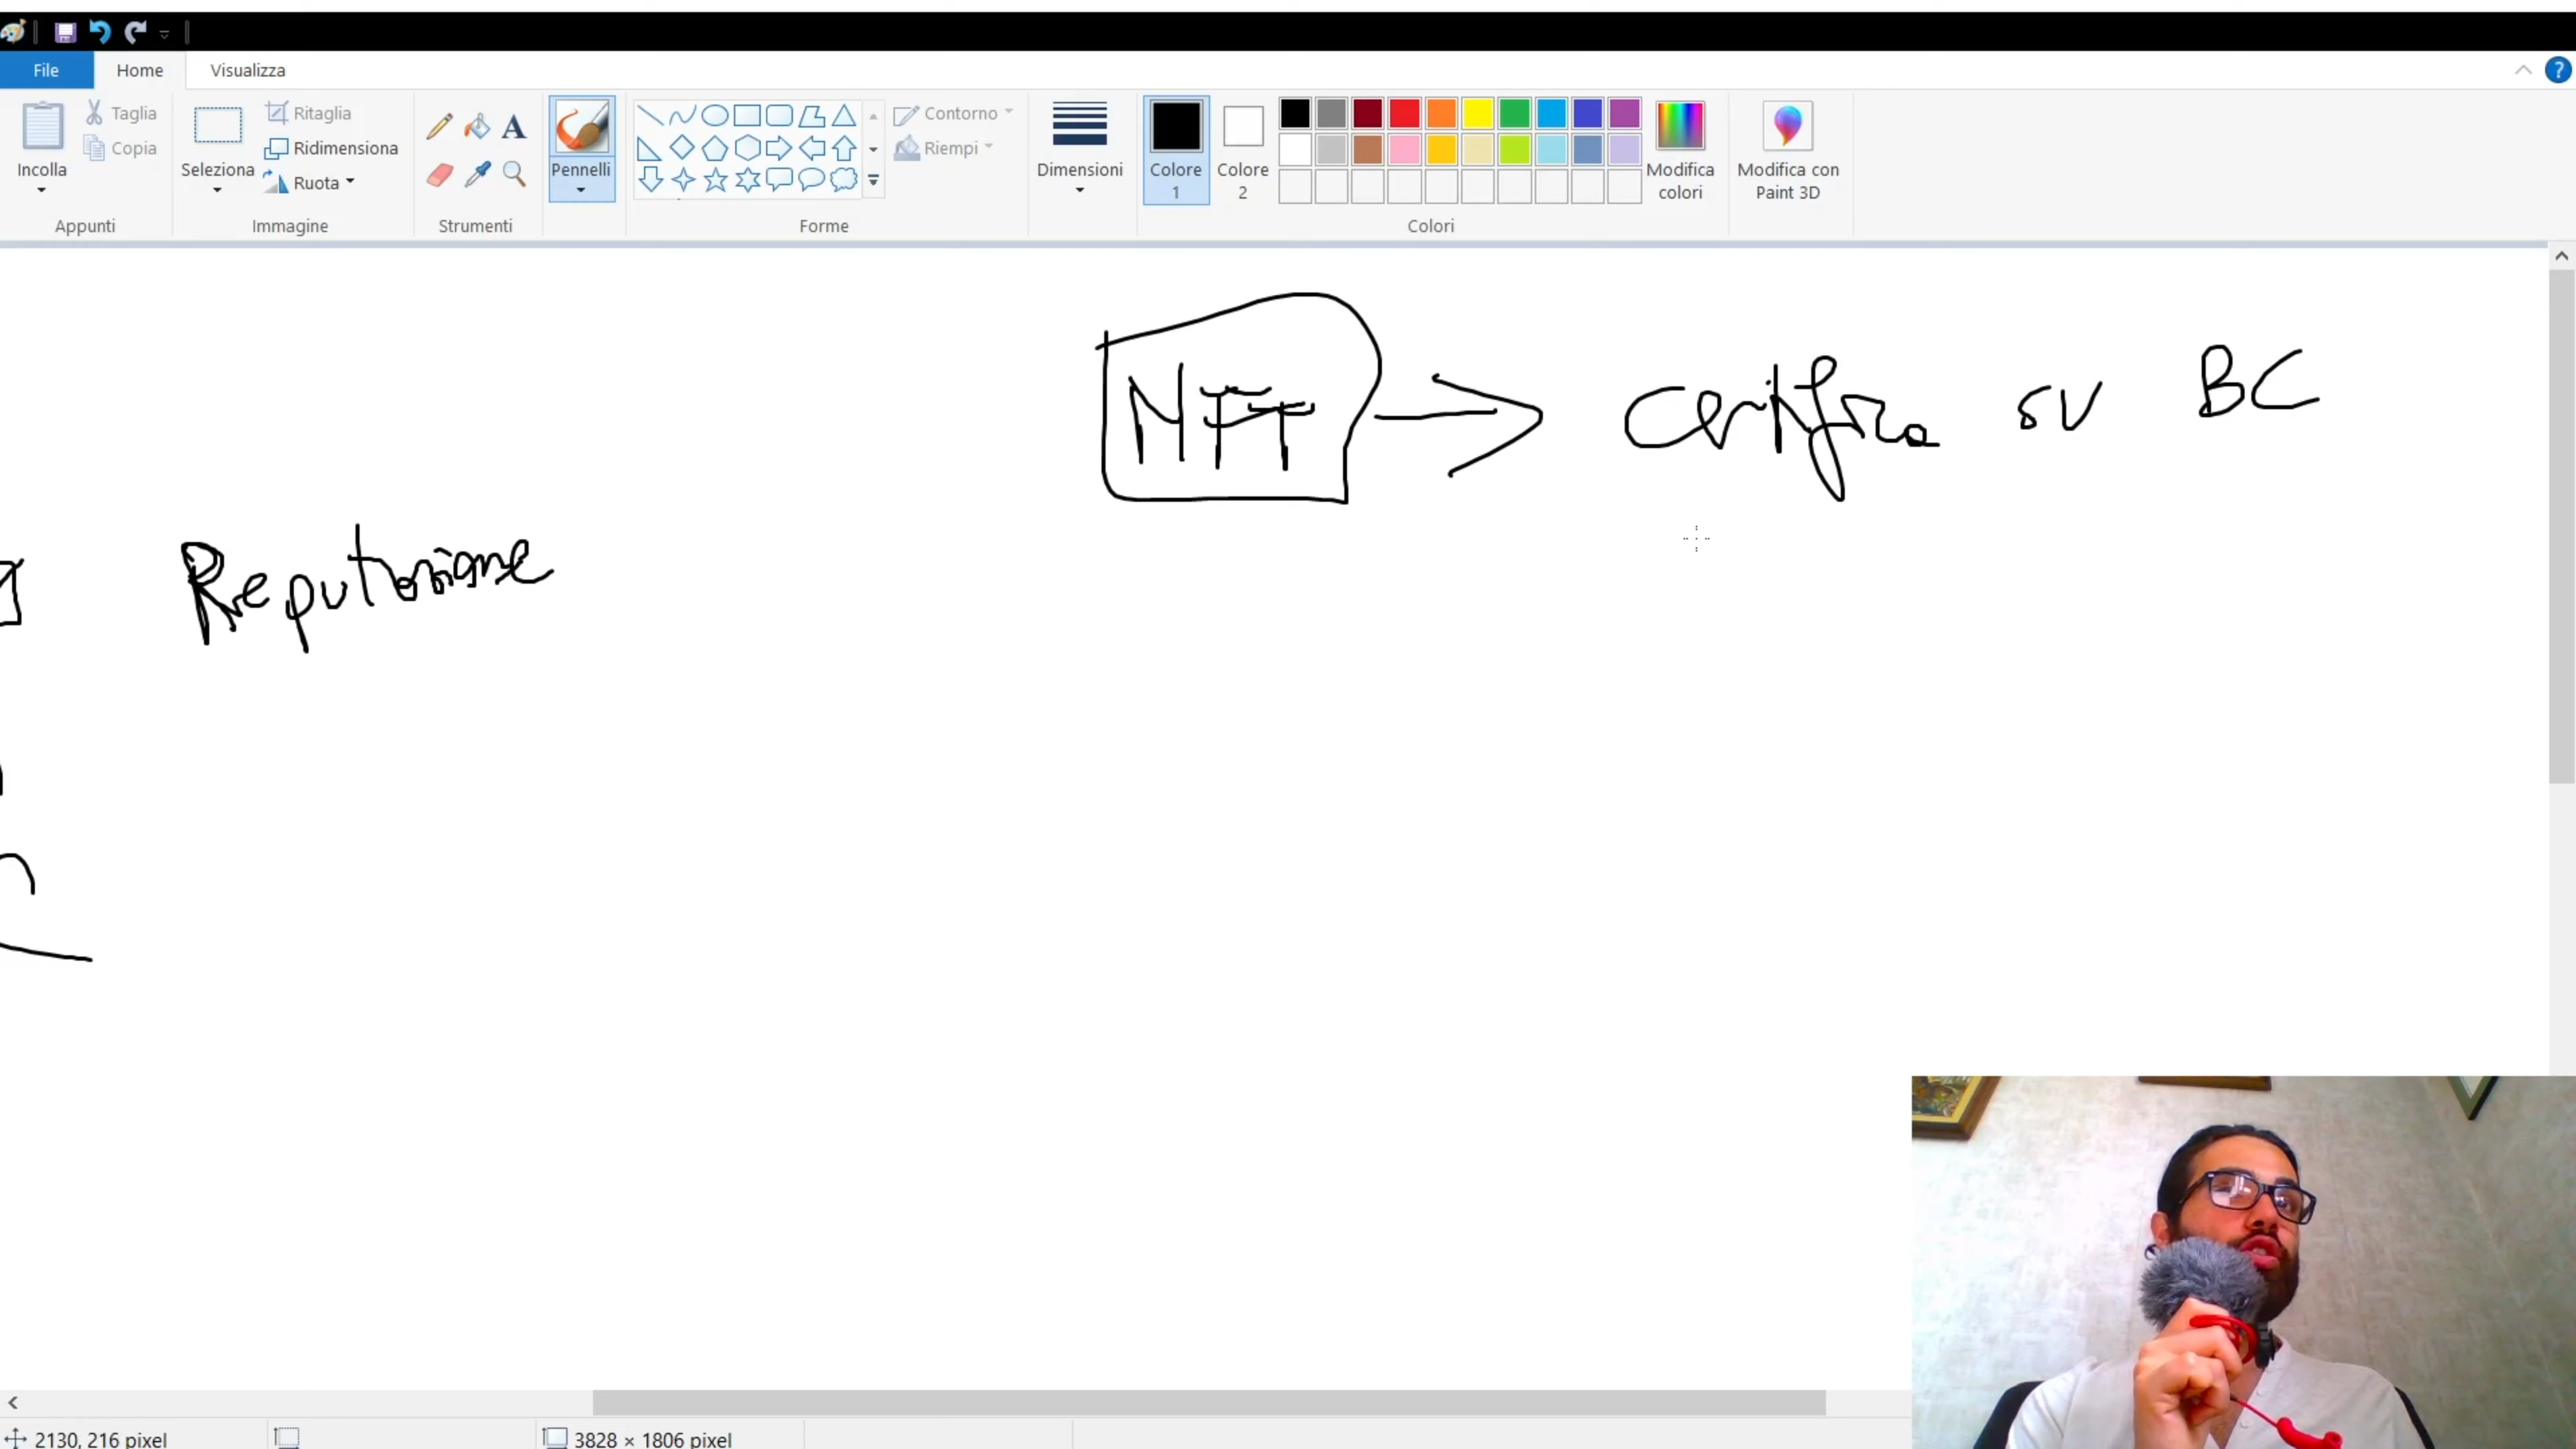 File Home Visualizza
Taglia Ritaglia Contorno
Copia Ridimensiona Riempi
Incolla Seleziona Ruota Pennelli Dimensioni Colore 1 Colore 2 Modifica colori Modifica con Paint 3D
Appunti Immagine Strumenti Forme Colori
NFT → certifica su BC
Reputazione
2130, 216 pixel 3828 × 1806 pixel